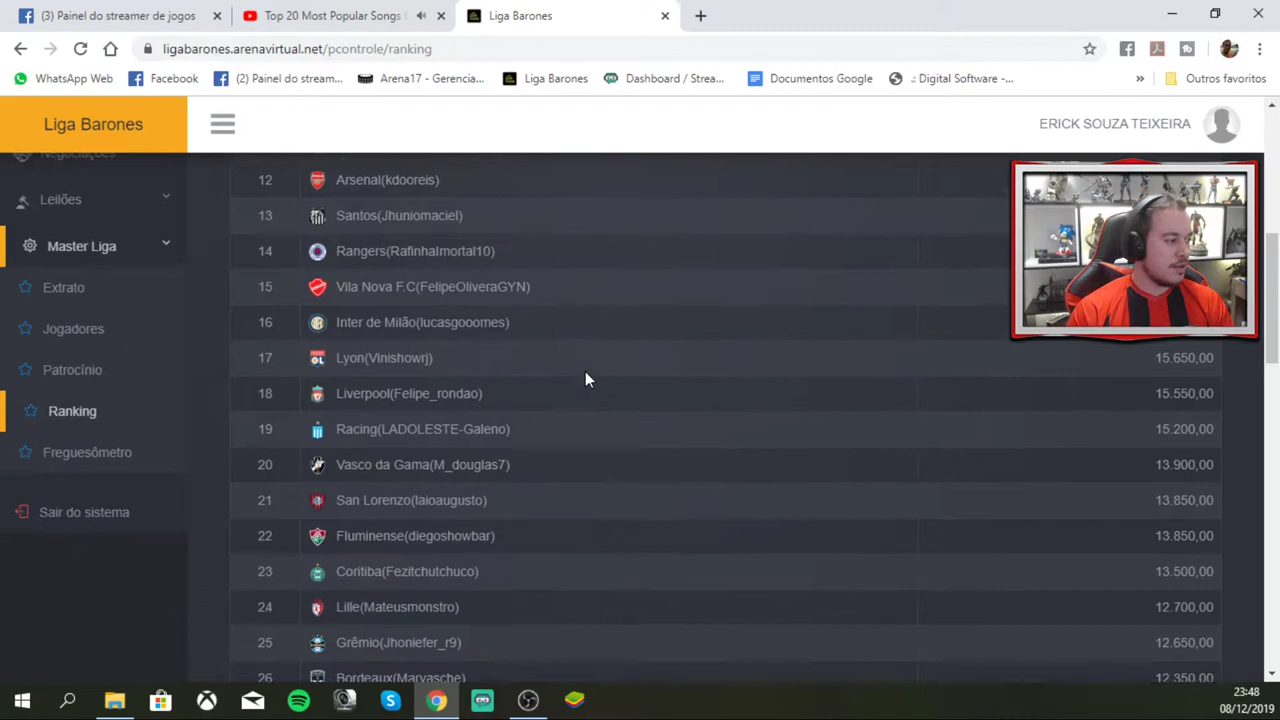 (3) Painel do streamer de jogos
Top 20 Most Popular Songs
Liga Barones
ligabarones.arenavirtual.net/pcontrole/ranking
WhatsApp Web
Facebook
(2) Painel do stream...
Arena17 - Gerencia...
Liga Barones
Dashboard / Strea...
Documentos Google
.: Digital Software -...
»
Outros favoritos
Liga Barones
ERICK SOUZA TEIXEIRA
Negociações
Leilões
Master Liga
Extrato
Jogadores
Patrocínio
Ranking
Freguesômetro
Sair do sistema
12 Arsenal(kdooreis)
13 Santos(Jhuniomaciel)
14 Rangers(RafinhaImortal10)
15 Vila Nova F.C(FelipeOliveraGYN)
16 Inter de Milão(lucasgooomes)
17 Lyon(Vinishowrj) 15.650,00
18 Liverpool(Felipe_rondao) 15.550,00
19 Racing(LADOLESTE-Galeno) 15.200,00
20 Vasco da Gama(M_douglas7) 13.900,00
21 San Lorenzo(laioaugusto) 13.850,00
22 Fluminense(diegoshowbar) 13.850,00
23 Coritiba(Fezitchutchuco) 13.500,00
24 Lille(Mateusmonstro) 12.700,00
25 Grêmio(Jhoniefer_r9) 12.650,00
26 Bordeaux(Marvasche) 12.350,00
23:48
08/12/2019